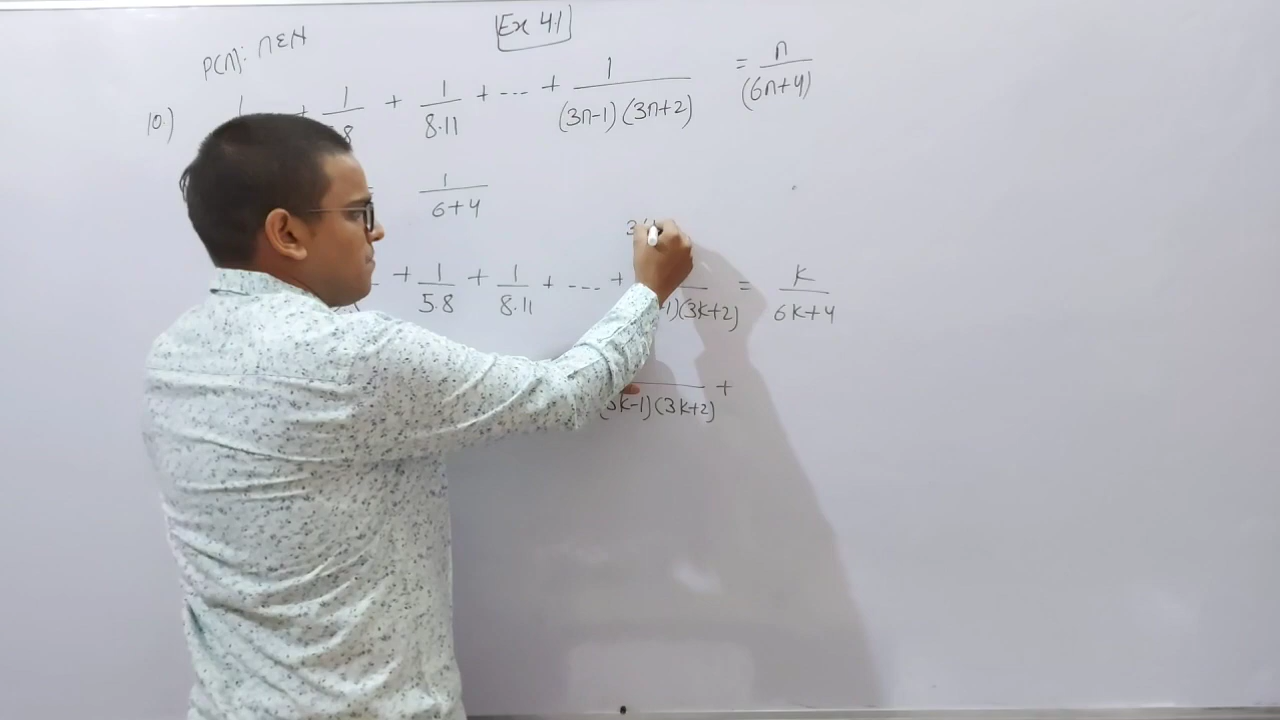 Ex 4.1
P(n): n∈N
10) 1 + 1/5.8 + 1/8.11 + ---- + 1/(3n-1)(3n+2) = n/(6n+4)
1/6+4
+ 1/5.8 + 1/8.11 + ---- + -1)(3k+2) = k/6k+4
3k-1)(3k+2) +